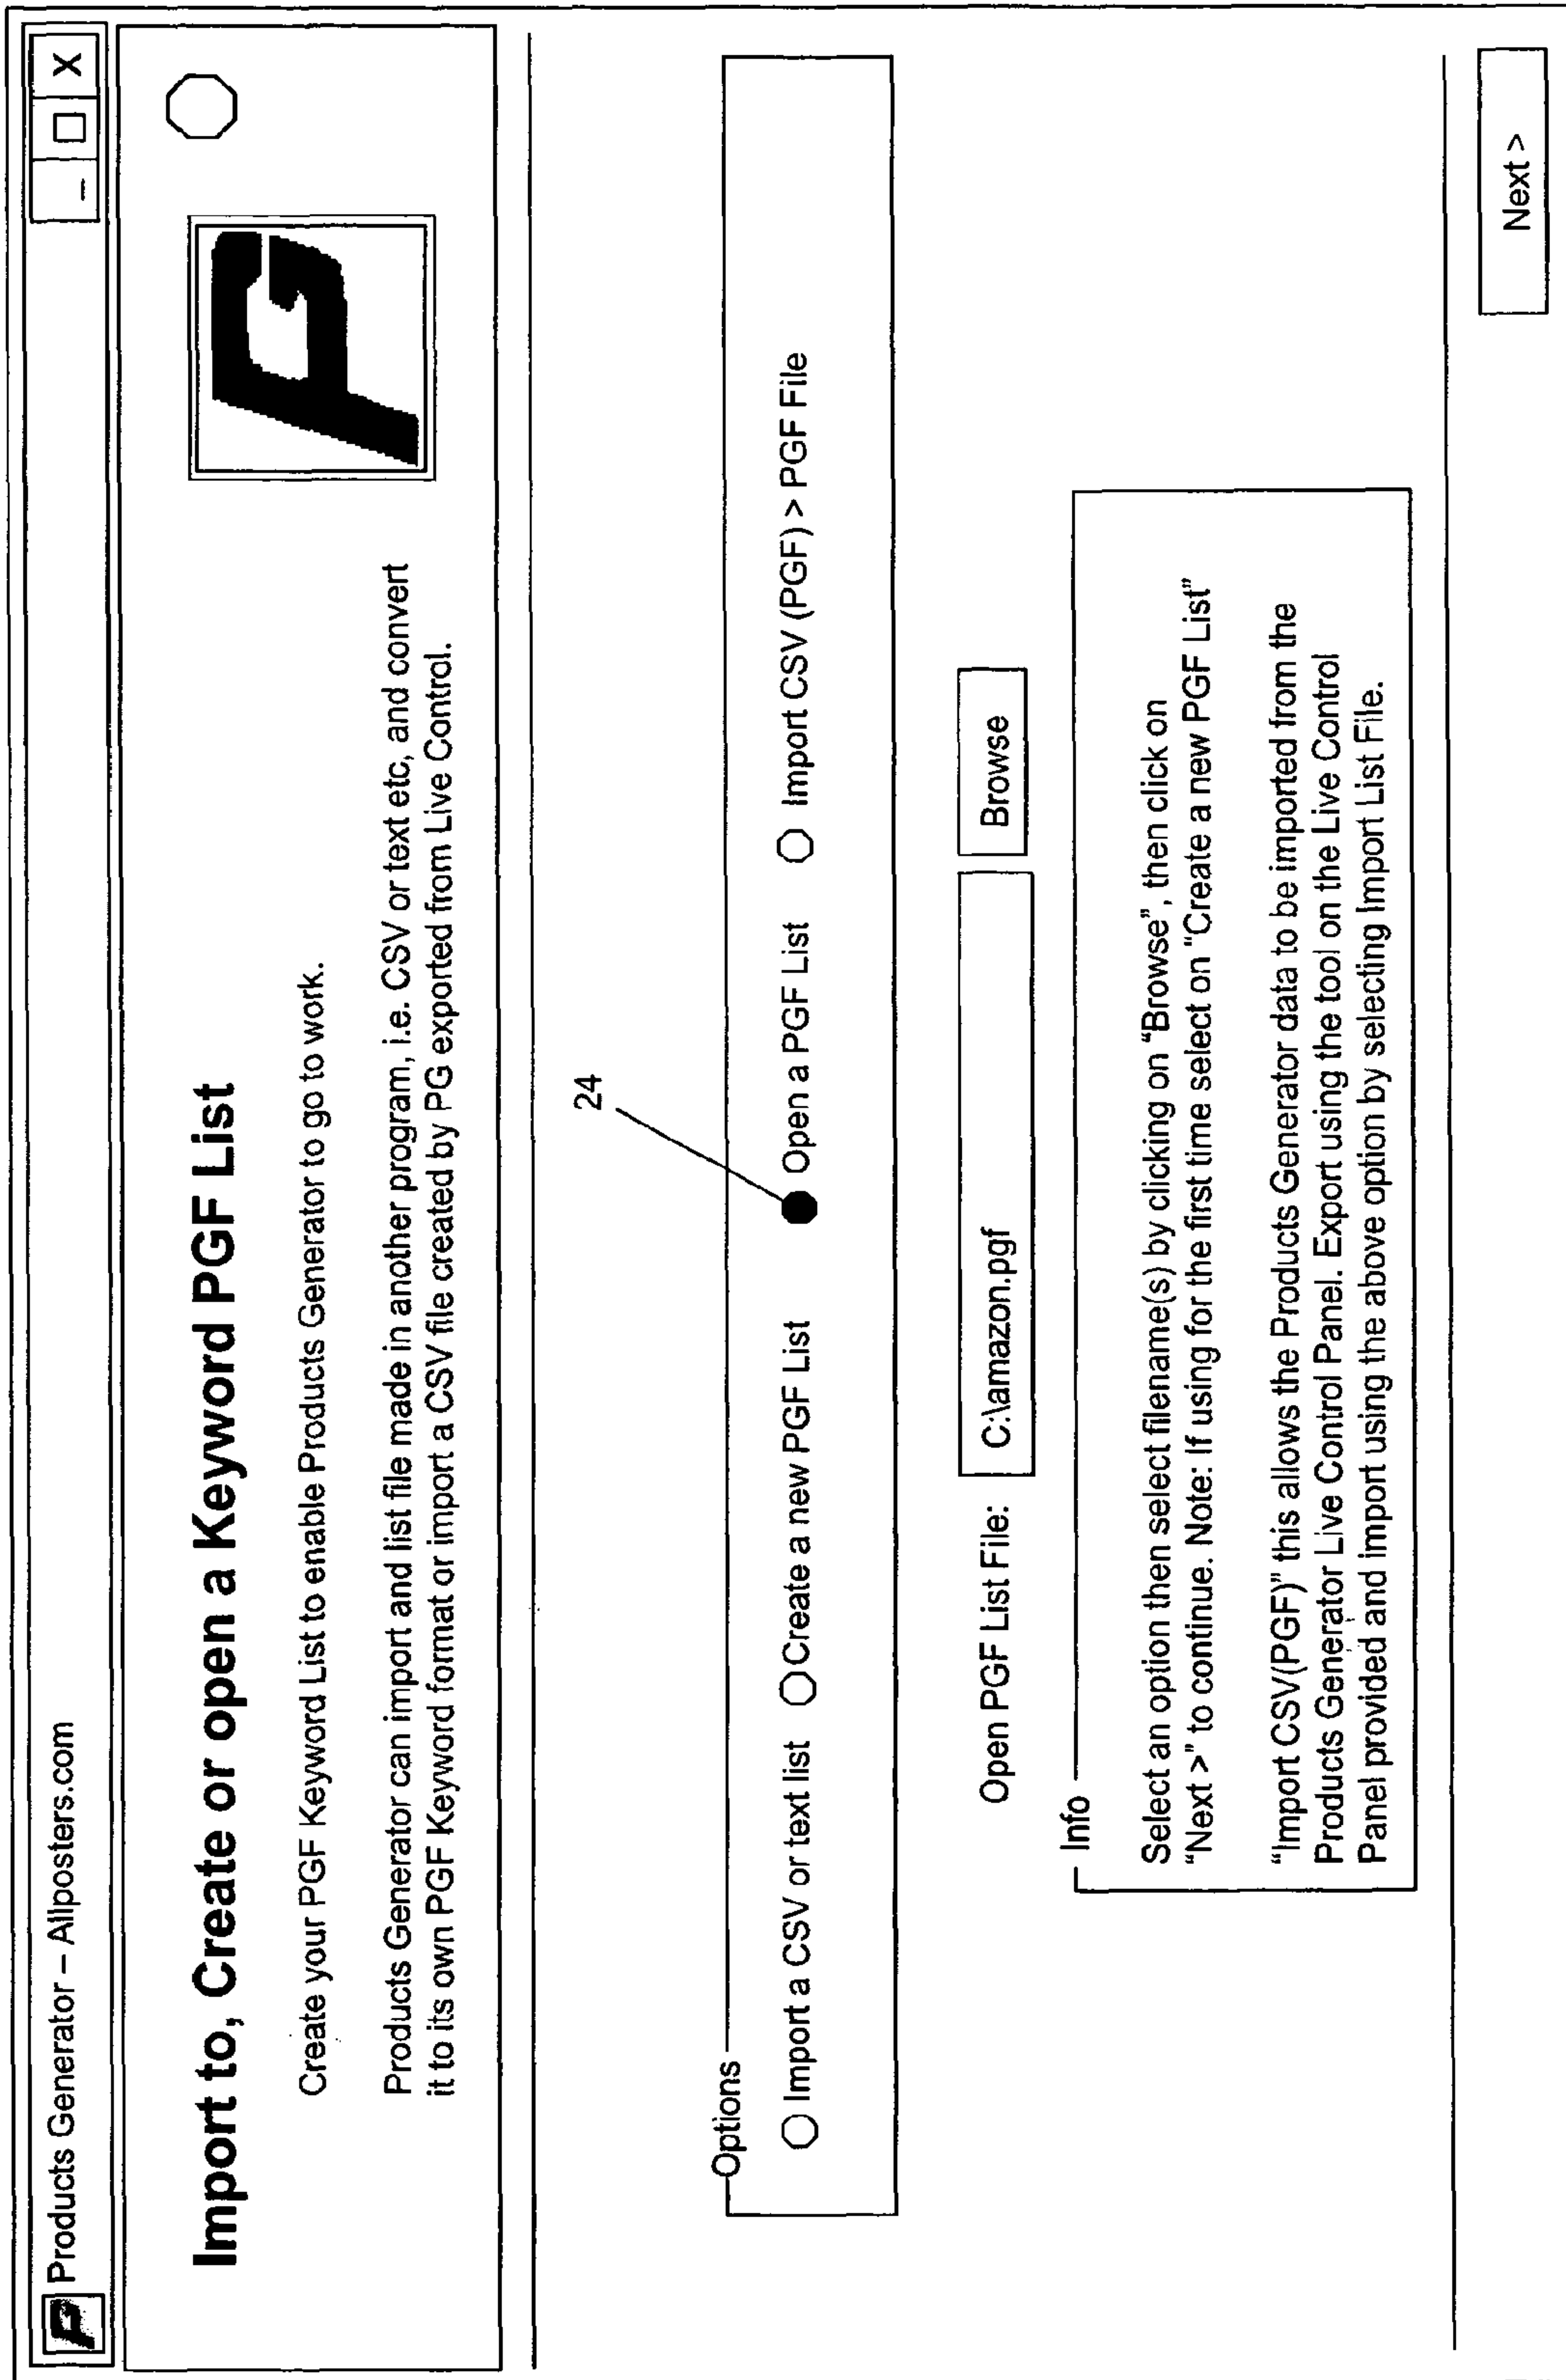 Products Generator – Allposters.com
_ □ X
Import to, Create or open a Keyword PGF List
PG
Create your PGF Keyword List to enable Products Generator to go to work.
Products Generator can import and list file made in another program, i.e. CSV or text etc, and convert
it to its own PGF Keyword format or import a CSV file created by PG exported from Live Control.
24
Options
Import a CSV or text list Create a new PGF List Open a PGF List Import CSV (PGF) > PGF File
Open PGF List File: C:\amazon.pgf Browse
Info
Select an option then select filename(s) by clicking on “Browse”, then click on
“Next >” to continue. Note: If using for the first time select on “Create a new PGF List”
“Import CSV(PGF)” this allows the Products Generator data to be imported from the
Products Generator Live Control Panel. Export using the tool on the Live Control
Panel provided and import using the above option by selecting Import List File.
Next >